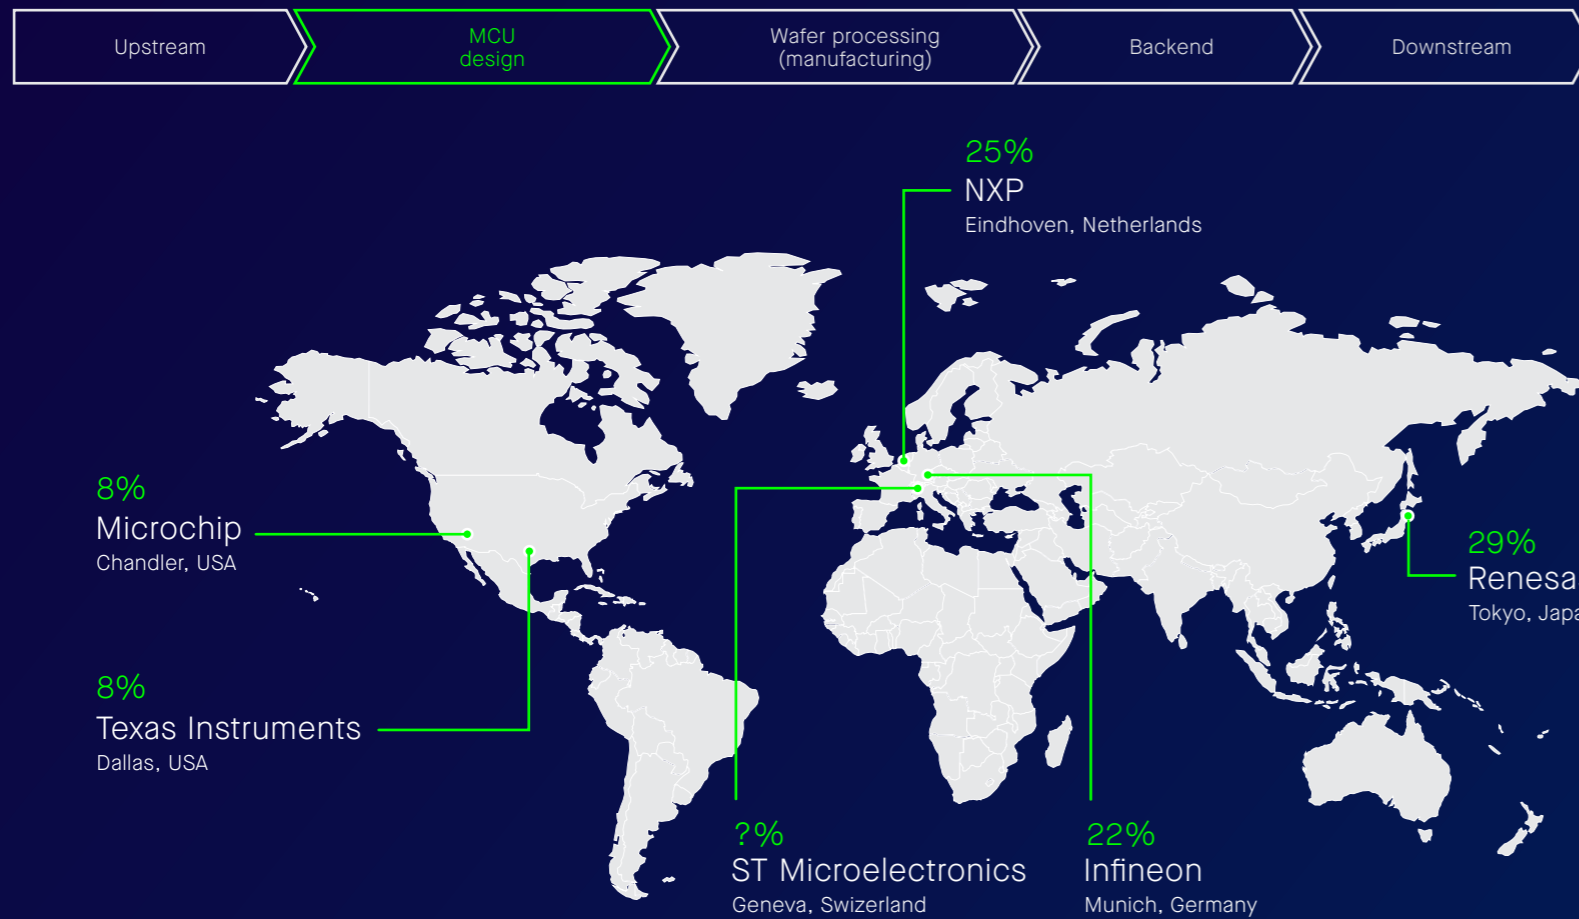 Upstream
MCU
design
Wafer processing
(manufacturing)
Backend
Downstream
25%
NXP
Eindhoven, Netherlands
8%
Microchip
Chandler, USA
29%
Renesa
Tokyo, Japa
8%
Texas Instruments
Dallas, USA
?%
ST Microelectronics
Geneva, Swizerland
22%
Infineon
Munich, Germany